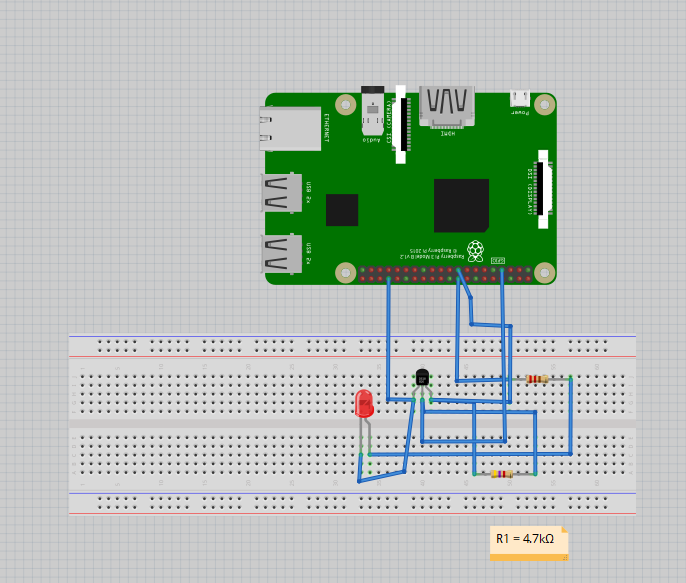 ETHERNET
Audio
CSI (CAMERA)
HDMI
Power
USB 2x
DSI (DISPLAY)
USB 2x
GPIO
Raspberry Pi 3 Model B v1.2
© Raspberry Pi 2015
R1 = 4.7kΩ